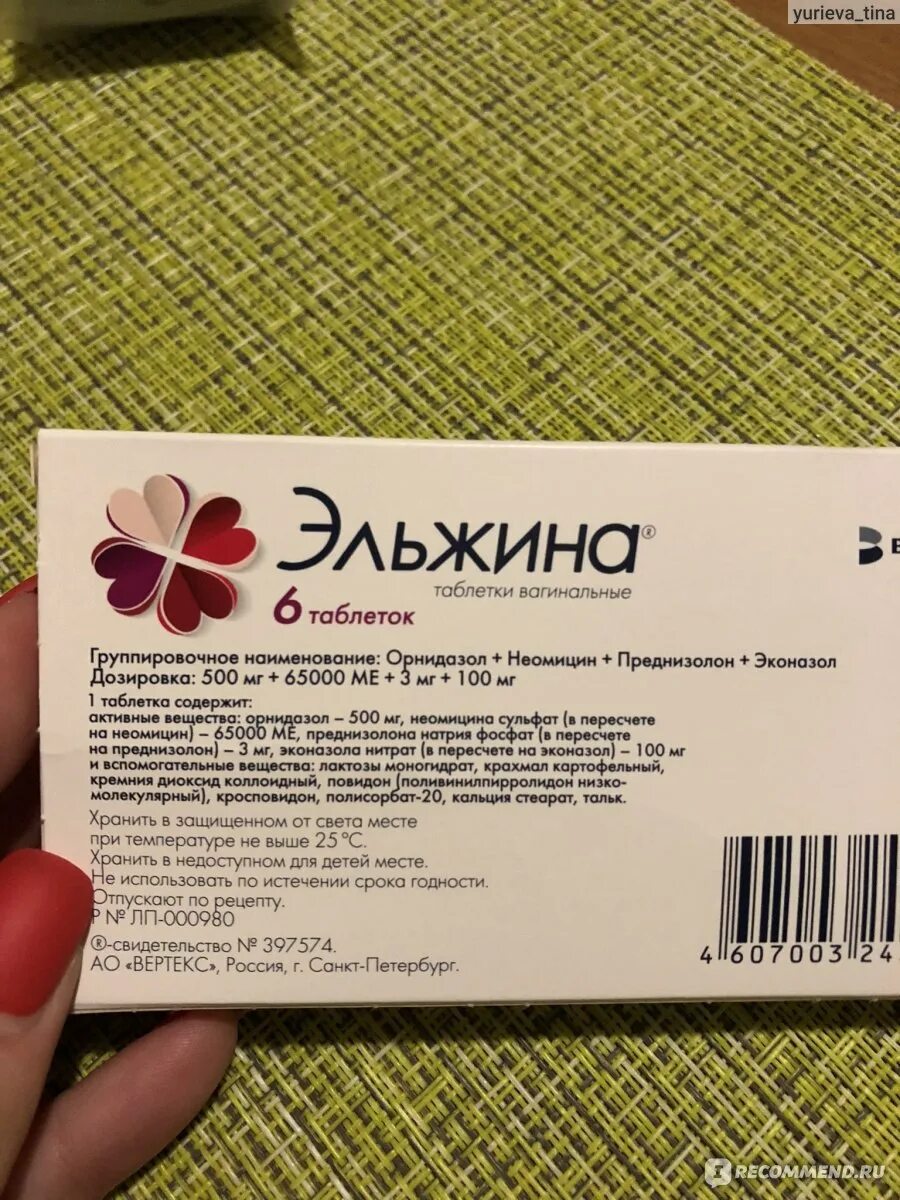 yurieva_tina
Эльжина®
таблетки вагинальные
6 таблеток
Группировочное наименование: Орнидазол + Неомицин + Преднизолон + Эконазол
Дозировка: 500 мг + 65000 МЕ + 3 мг + 100 мг
1 таблетка содержит:
активные вещества: орнидазол – 500 мг, неомицина сульфат (в пересчете
на неомицин) – 65000 МЕ, преднизолона натрия фосфат (в пересчете
на преднизолон) – 3 мг, эконазола нитрат (в пересчете на эконазол) – 100 мг
и вспомогательные вещества: лактозы моногидрат, крахмал картофельный,
кремния диоксид коллоидный, повидон (поливинилпирролидон низко-
молекулярный), кросповидон, полисорбат-20, кальция стеарат, тальк.
Хранить в защищенном от света месте
при температуре не выше 25 °С.
Хранить в недоступном для детей месте.
Не использовать по истечении срока годности.
Отпускают по рецепту.
Р № ЛП-000980
®-свидетельство № 397574.
АО «ВЕРТЕКС», Россия, г. Санкт-Петербург.
4 607003 24
IRECOMMEND.RU